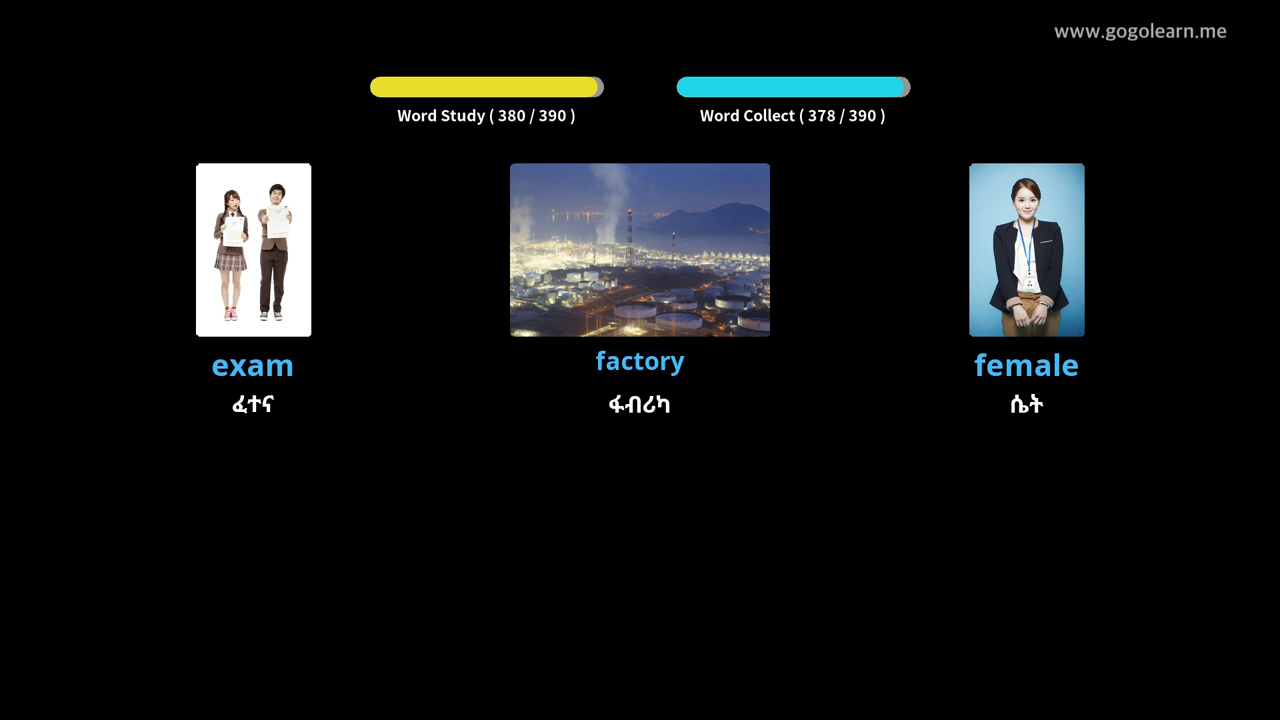 www.gogolearn.me
Word Study ( 380 / 390 )
Word Collect ( 378 / 390 )
exam
factory
female
ፈተና
ፋብሪካ
ሴት